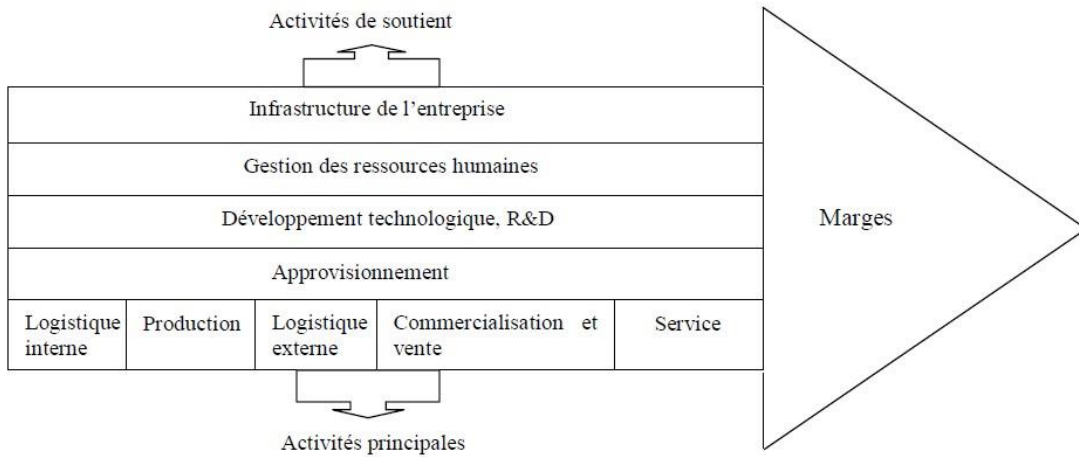 Activités de soutient
Infrastructure de l’entreprise
Gestion des ressources humaines
Développement technologique, R&D
Marges
Approvisionnement
Logistique
interne
Production
Logistique
externe
Commercialisation et
vente
Service
Activités principales